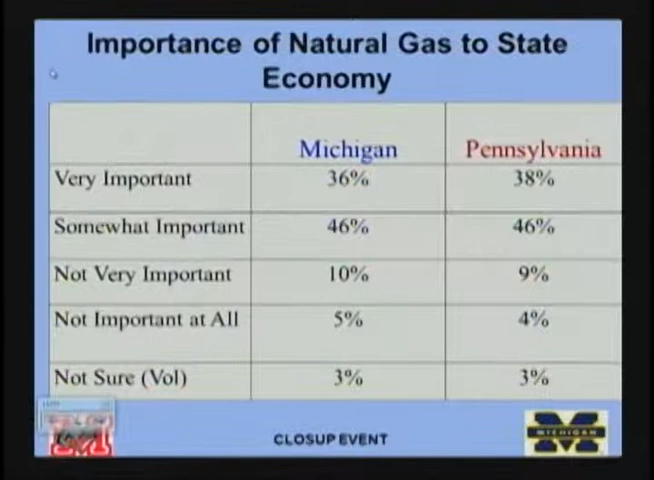 Importance of Natural Gas to State
Economy
Michigan Pennsylvania
Very Important 36% 38%
Somewhat Important 46% 46%
Not Very Important 10% 9%
Not Important at All 5% 4%
Not Sure (Vol) 3% 3%
CLOSUP EVENT
MICHIGAN